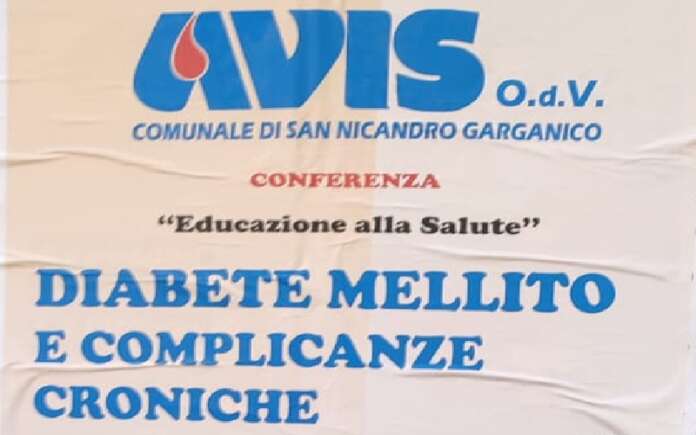 AVIS O.d.V.
COMUNALE DI SAN NICANDRO GARGANICO
CONFERENZA
“Educazione alla Salute”
DIABETE MELLITO
E COMPLICANZE
CRONICHE